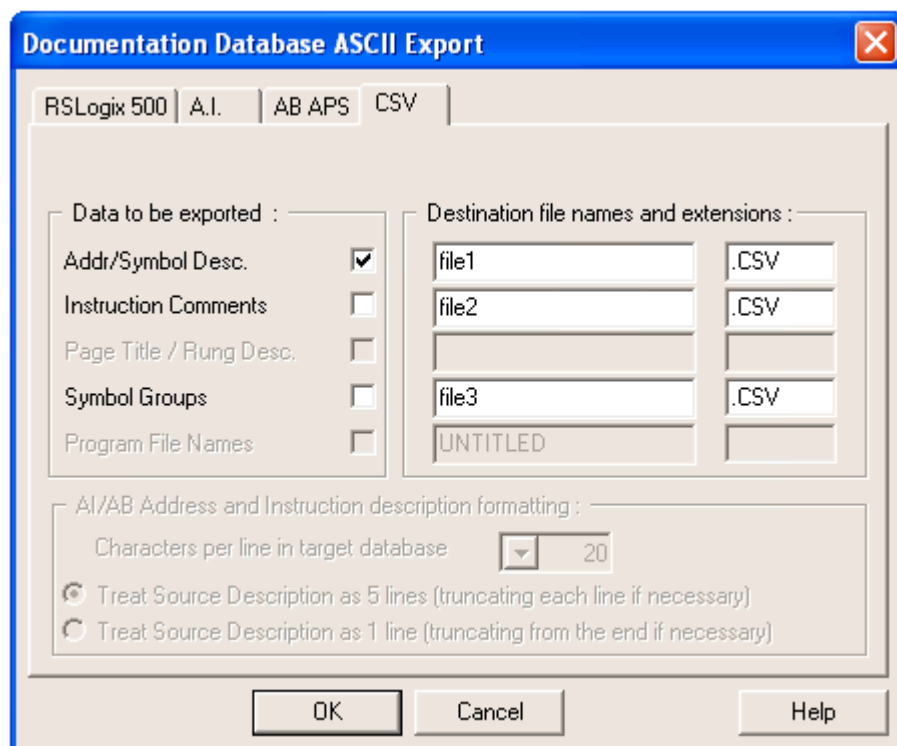 Documentation Database ASCII Export
RSLogix 500 A.I. AB APS CSV
Data to be exported : Destination file names and extensions :
Addr/Symbol Desc. file1 .CSV
Instruction Comments file2 .CSV
Page Title / Rung Desc.
Symbol Groups file3 .CSV
Program File Names UNTITLED
AI/AB Address and Instruction description formatting :
Characters per line in target database 20
Treat Source Description as 5 lines (truncating each line if necessary)
Treat Source Description as 1 line (truncating from the end if necessary)
OK Cancel Help